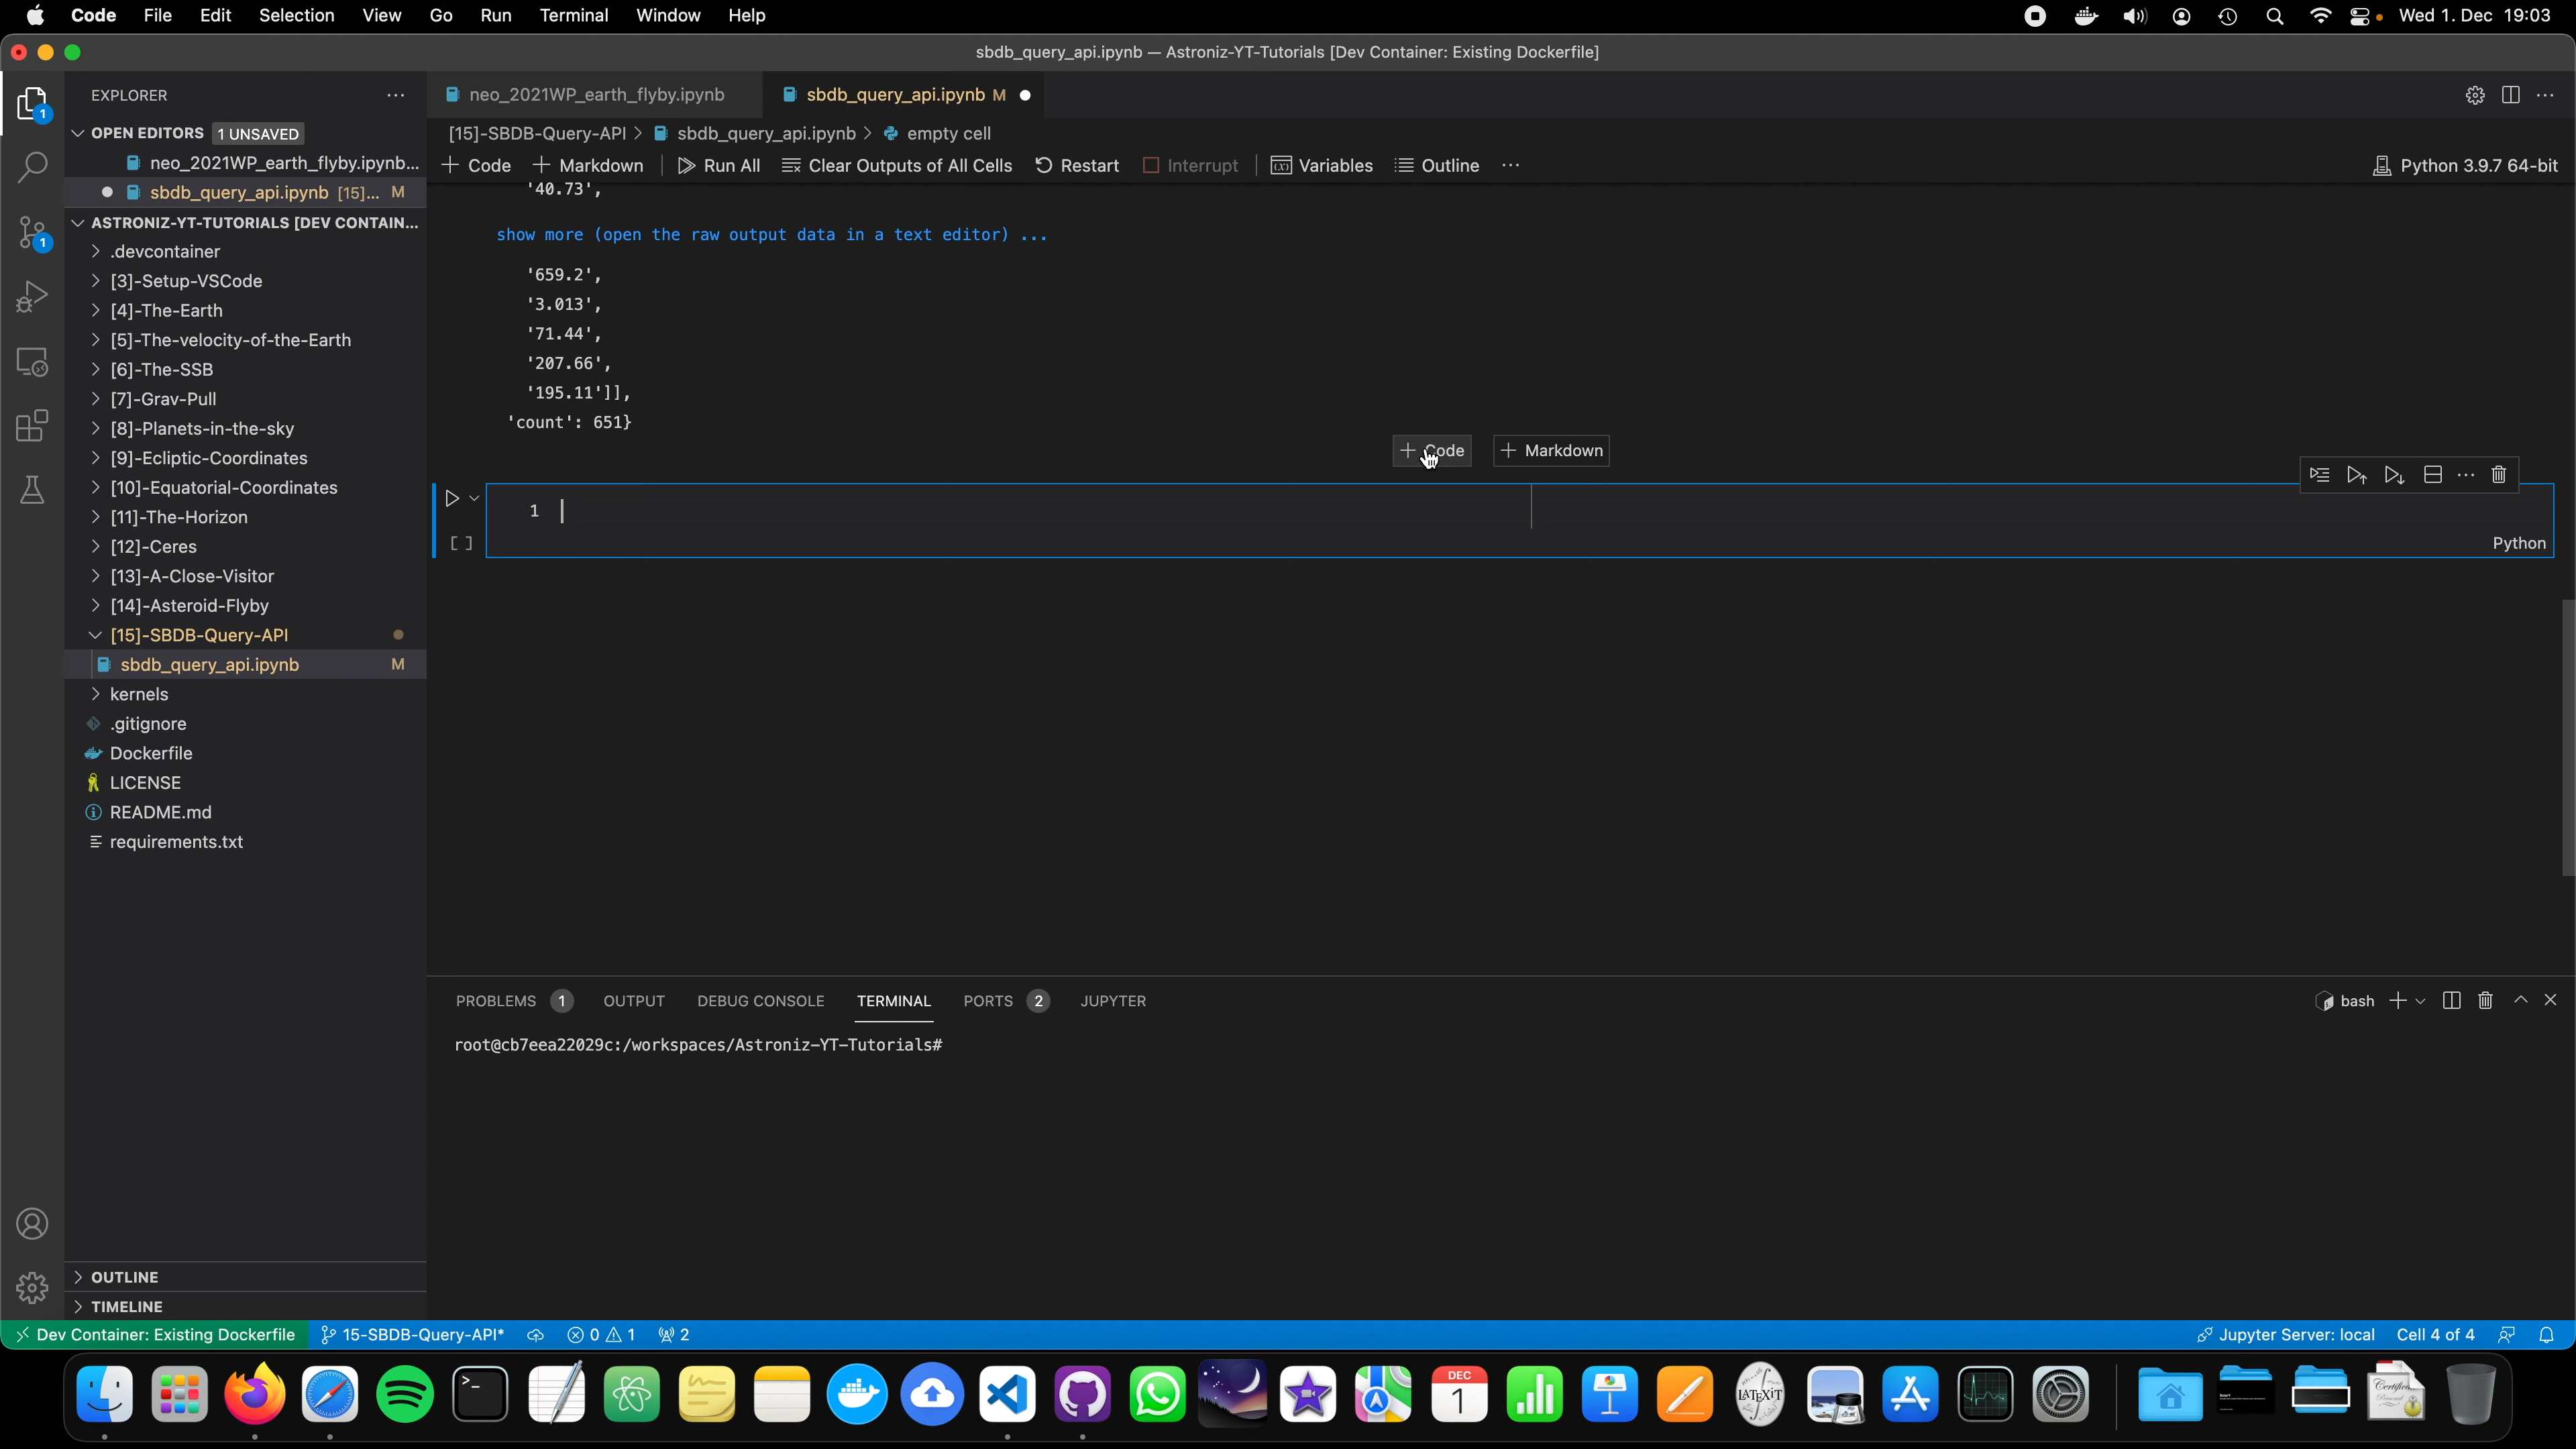 Code File Edit Selection View Go Run Terminal Window Help Wed 1. Dec 19:03
sbdb_query_api.ipynb — Astroniz-YT-Tutorials [Dev Container: Existing Dockerfile]
EXPLORER
1
neo_2021WP_earth_flyby.ipynb
sbdb_query_api.ipynb M
OPEN EDITORS 1 UNSAVED
[15]-SBDB-Query-API > sbdb_query_api.ipynb > empty cell
neo_2021WP_earth_flyby.ipynb...
+ Code + Markdown Run All Clear Outputs of All Cells Restart Interrupt Variables Outline ... Python 3.9.7 64-bit
sbdb_query_api.ipynb [15]... M
'40.73',
ASTRONIZ-YT-TUTORIALS [DEV CONTAIN...
1
show more (open the raw output data in a text editor) ...
.devcontainer
[3]-Setup-VSCode
[4]-The-Earth
[5]-The-velocity-of-the-Earth
[6]-The-SSB
[7]-Grav-Pull
[8]-Planets-in-the-sky
[9]-Ecliptic-Coordinates
[10]-Equatorial-Coordinates
[11]-The-Horizon
[12]-Ceres
[13]-A-Close-Visitor
[14]-Asteroid-Flyby
[15]-SBDB-Query-API
sbdb_query_api.ipynb M
kernels
.gitignore
Dockerfile
LICENSE
README.md
requirements.txt
'659.2',
'3.013',
'71.44',
'207.66',
'195.11']],
'count': 651}
+ Code + Markdown
1
[ ]
Python
PROBLEMS 1 OUTPUT DEBUG CONSOLE TERMINAL PORTS 2 JUPYTER bash
root@cb7eea22029c:/workspaces/Astroniz-YT-Tutorials#
OUTLINE
TIMELINE
Dev Container: Existing Dockerfile 15-SBDB-Query-API* 0 1 2 Jupyter Server: local Cell 4 of 4
DEC
1
LATEXiT